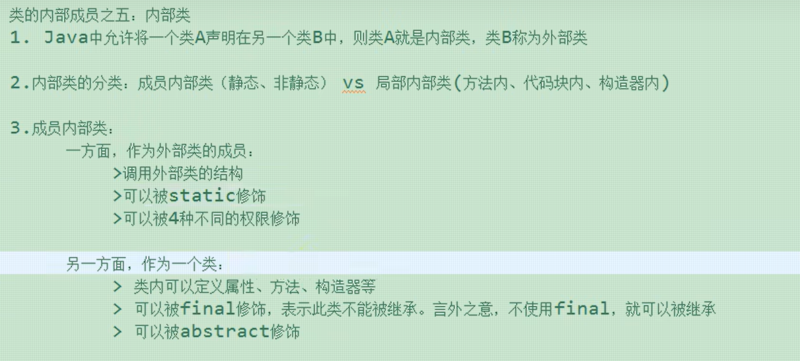 类的内部成员之五：内部类
1. Java中允许将一个类A声明在另一个类B中，则类A就是内部类，类B称为外部类
2.内部类的分类：成员内部类（静态、非静态） vs 局部内部类(方法内、代码块内、构造器内)
3.成员内部类：
一方面，作为外部类的成员：
>调用外部类的结构
>可以被static修饰
>可以被4种不同的权限修饰
另一方面，作为一个类：
> 类内可以定义属性、方法、构造器等
> 可以被final修饰，表示此类不能被继承。言外之意，不使用final，就可以被继承
> 可以被abstract修饰